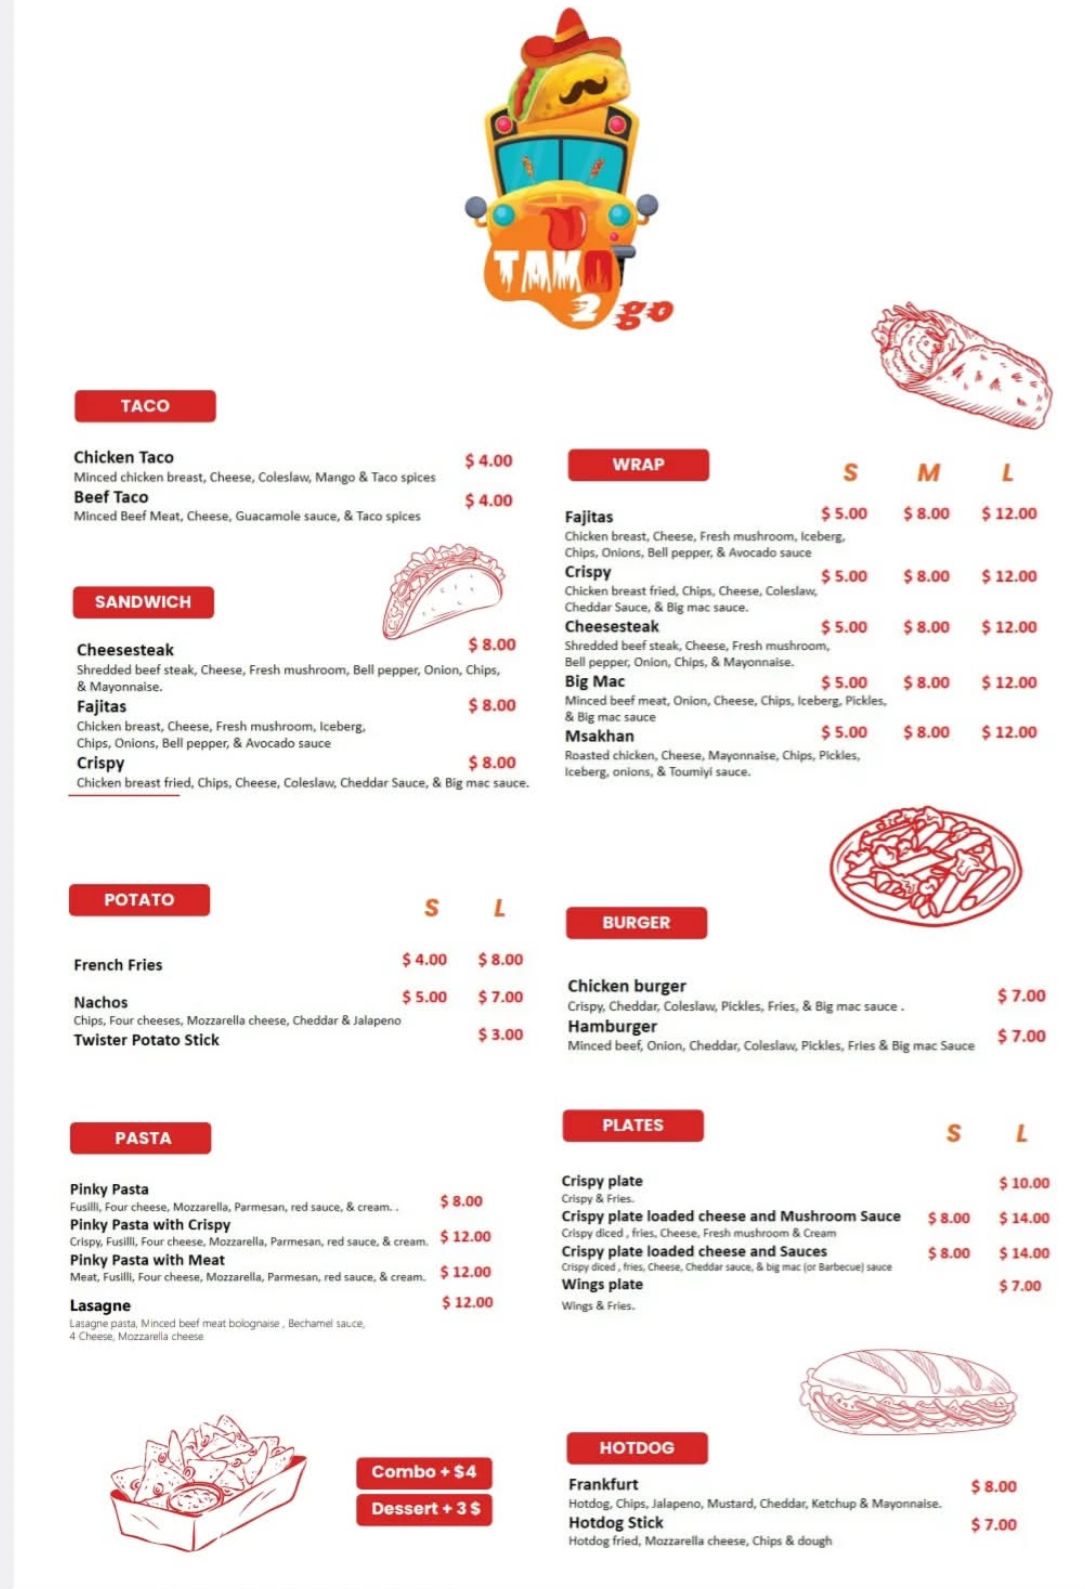 TAKO
2 go
TACO
Chicken Taco $ 4.00
Minced chicken breast, Cheese, Coleslaw, Mango & Taco spices
Beef Taco $ 4.00
Minced Beef Meat, Cheese, Guacamole sauce, & Taco spices
SANDWICH
Cheesesteak $ 8.00
Shredded beef steak, Cheese, Fresh mushroom, Bell pepper, Onion, Chips,
& Mayonnaise.
Fajitas $ 8.00
Chicken breast, Cheese, Fresh mushroom, Iceberg,
Chips, Onions, Bell pepper, & Avocado sauce
Crispy $ 8.00
Chicken breast fried, Chips, Cheese, Coleslaw, Cheddar Sauce, & Big mac sauce.
WRAP S M L
Fajitas $ 5.00 $ 8.00 $ 12.00
Chicken breast, Cheese, Fresh mushroom, Iceberg,
Chips, Onions, Bell pepper, & Avocado sauce
Crispy $ 5.00 $ 8.00 $ 12.00
Chicken breast fried, Chips, Cheese, Coleslaw,
Cheddar Sauce, & Big mac sauce.
Cheesesteak $ 5.00 $ 8.00 $ 12.00
Shredded beef steak, Cheese, Fresh mushroom,
Bell pepper, Onion, Chips, & Mayonnaise.
Big Mac $ 5.00 $ 8.00 $ 12.00
Minced beef meat, Onion, Cheese, Chips, Iceberg, Pickles,
& Big mac sauce
Msakhan $ 5.00 $ 8.00 $ 12.00
Roasted chicken, Cheese, Mayonnaise, Chips, Pickles,
Iceberg, onions, & Toumiyi sauce.
POTATO S L
French Fries $ 4.00 $ 8.00
Nachos $ 5.00 $ 7.00
Chips, Four cheeses, Mozzarella cheese, Cheddar & Jalapeno
Twister Potato Stick $ 3.00
BURGER
Chicken burger $ 7.00
Crispy, Cheddar, Coleslaw, Pickles, Fries, & Big mac sauce .
Hamburger $ 7.00
Minced beef, Onion, Cheddar, Coleslaw, Pickles, Fries & Big mac Sauce
PASTA
Pinky Pasta $ 8.00
Fusilli, Four cheese, Mozzarella, Parmesan, red sauce, & cream. .
Pinky Pasta with Crispy $ 12.00
Crispy, Fusilli, Four cheese, Mozzarella, Parmesan, red sauce, & cream.
Pinky Pasta with Meat $ 12.00
Meat, Fusilli, Four cheese, Mozzarella, Parmesan, red sauce, & cream.
Lasagne $ 12.00
Lasagne pasta, Minced beef meat bolognaise , Bechamel sauce,
4 Cheese, Mozzarella cheese
PLATES S L
Crispy plate $ 10.00
Crispy & Fries.
Crispy plate loaded cheese and Mushroom Sauce $ 8.00 $ 14.00
Crispy diced , fries, Cheese, Fresh mushroom & Cream
Crispy plate loaded cheese and Sauces $ 8.00 $ 14.00
Crispy diced , fries, Cheese, Cheddar sauce, & big mac (or Barbecue) sauce
Wings plate $ 7.00
Wings & Fries.
Combo + $4
Dessert + 3 $
HOTDOG
Frankfurt $ 8.00
Hotdog, Chips, Jalapeno, Mustard, Cheddar, Ketchup & Mayonnaise.
Hotdog Stick $ 7.00
Hotdog fried, Mozzarella cheese, Chips & dough